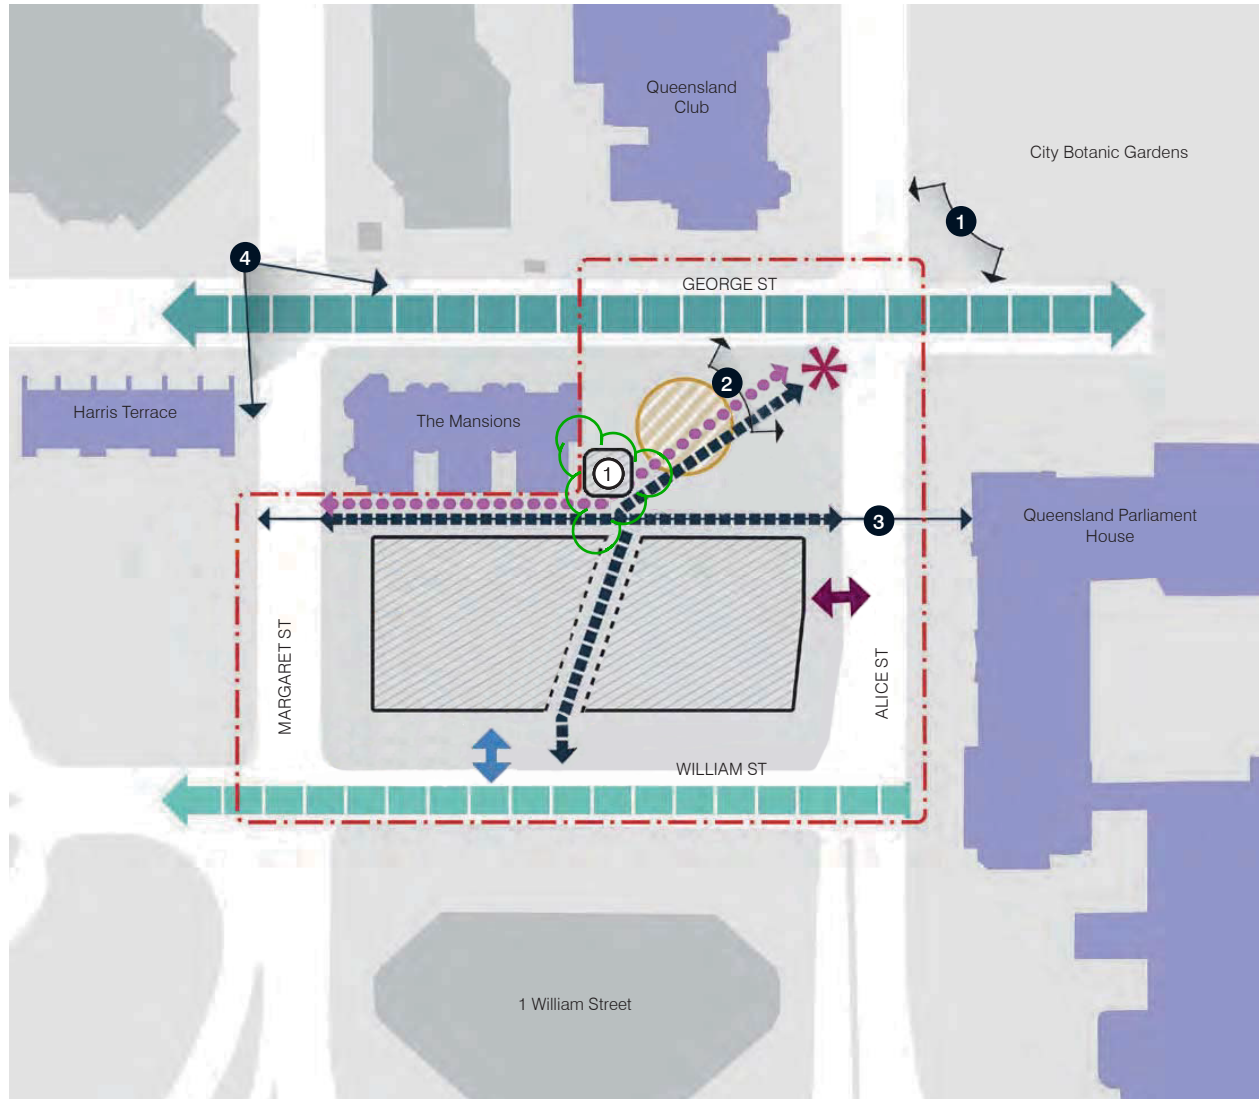 Queensland
Club
City Botanic Gardens
1
4
GEORGE ST
2
Harris Terrace
The Mansions
1
3
Queensland Parliament
House
MARGARET ST
ALICE ST
WILLIAM ST
1 William Street